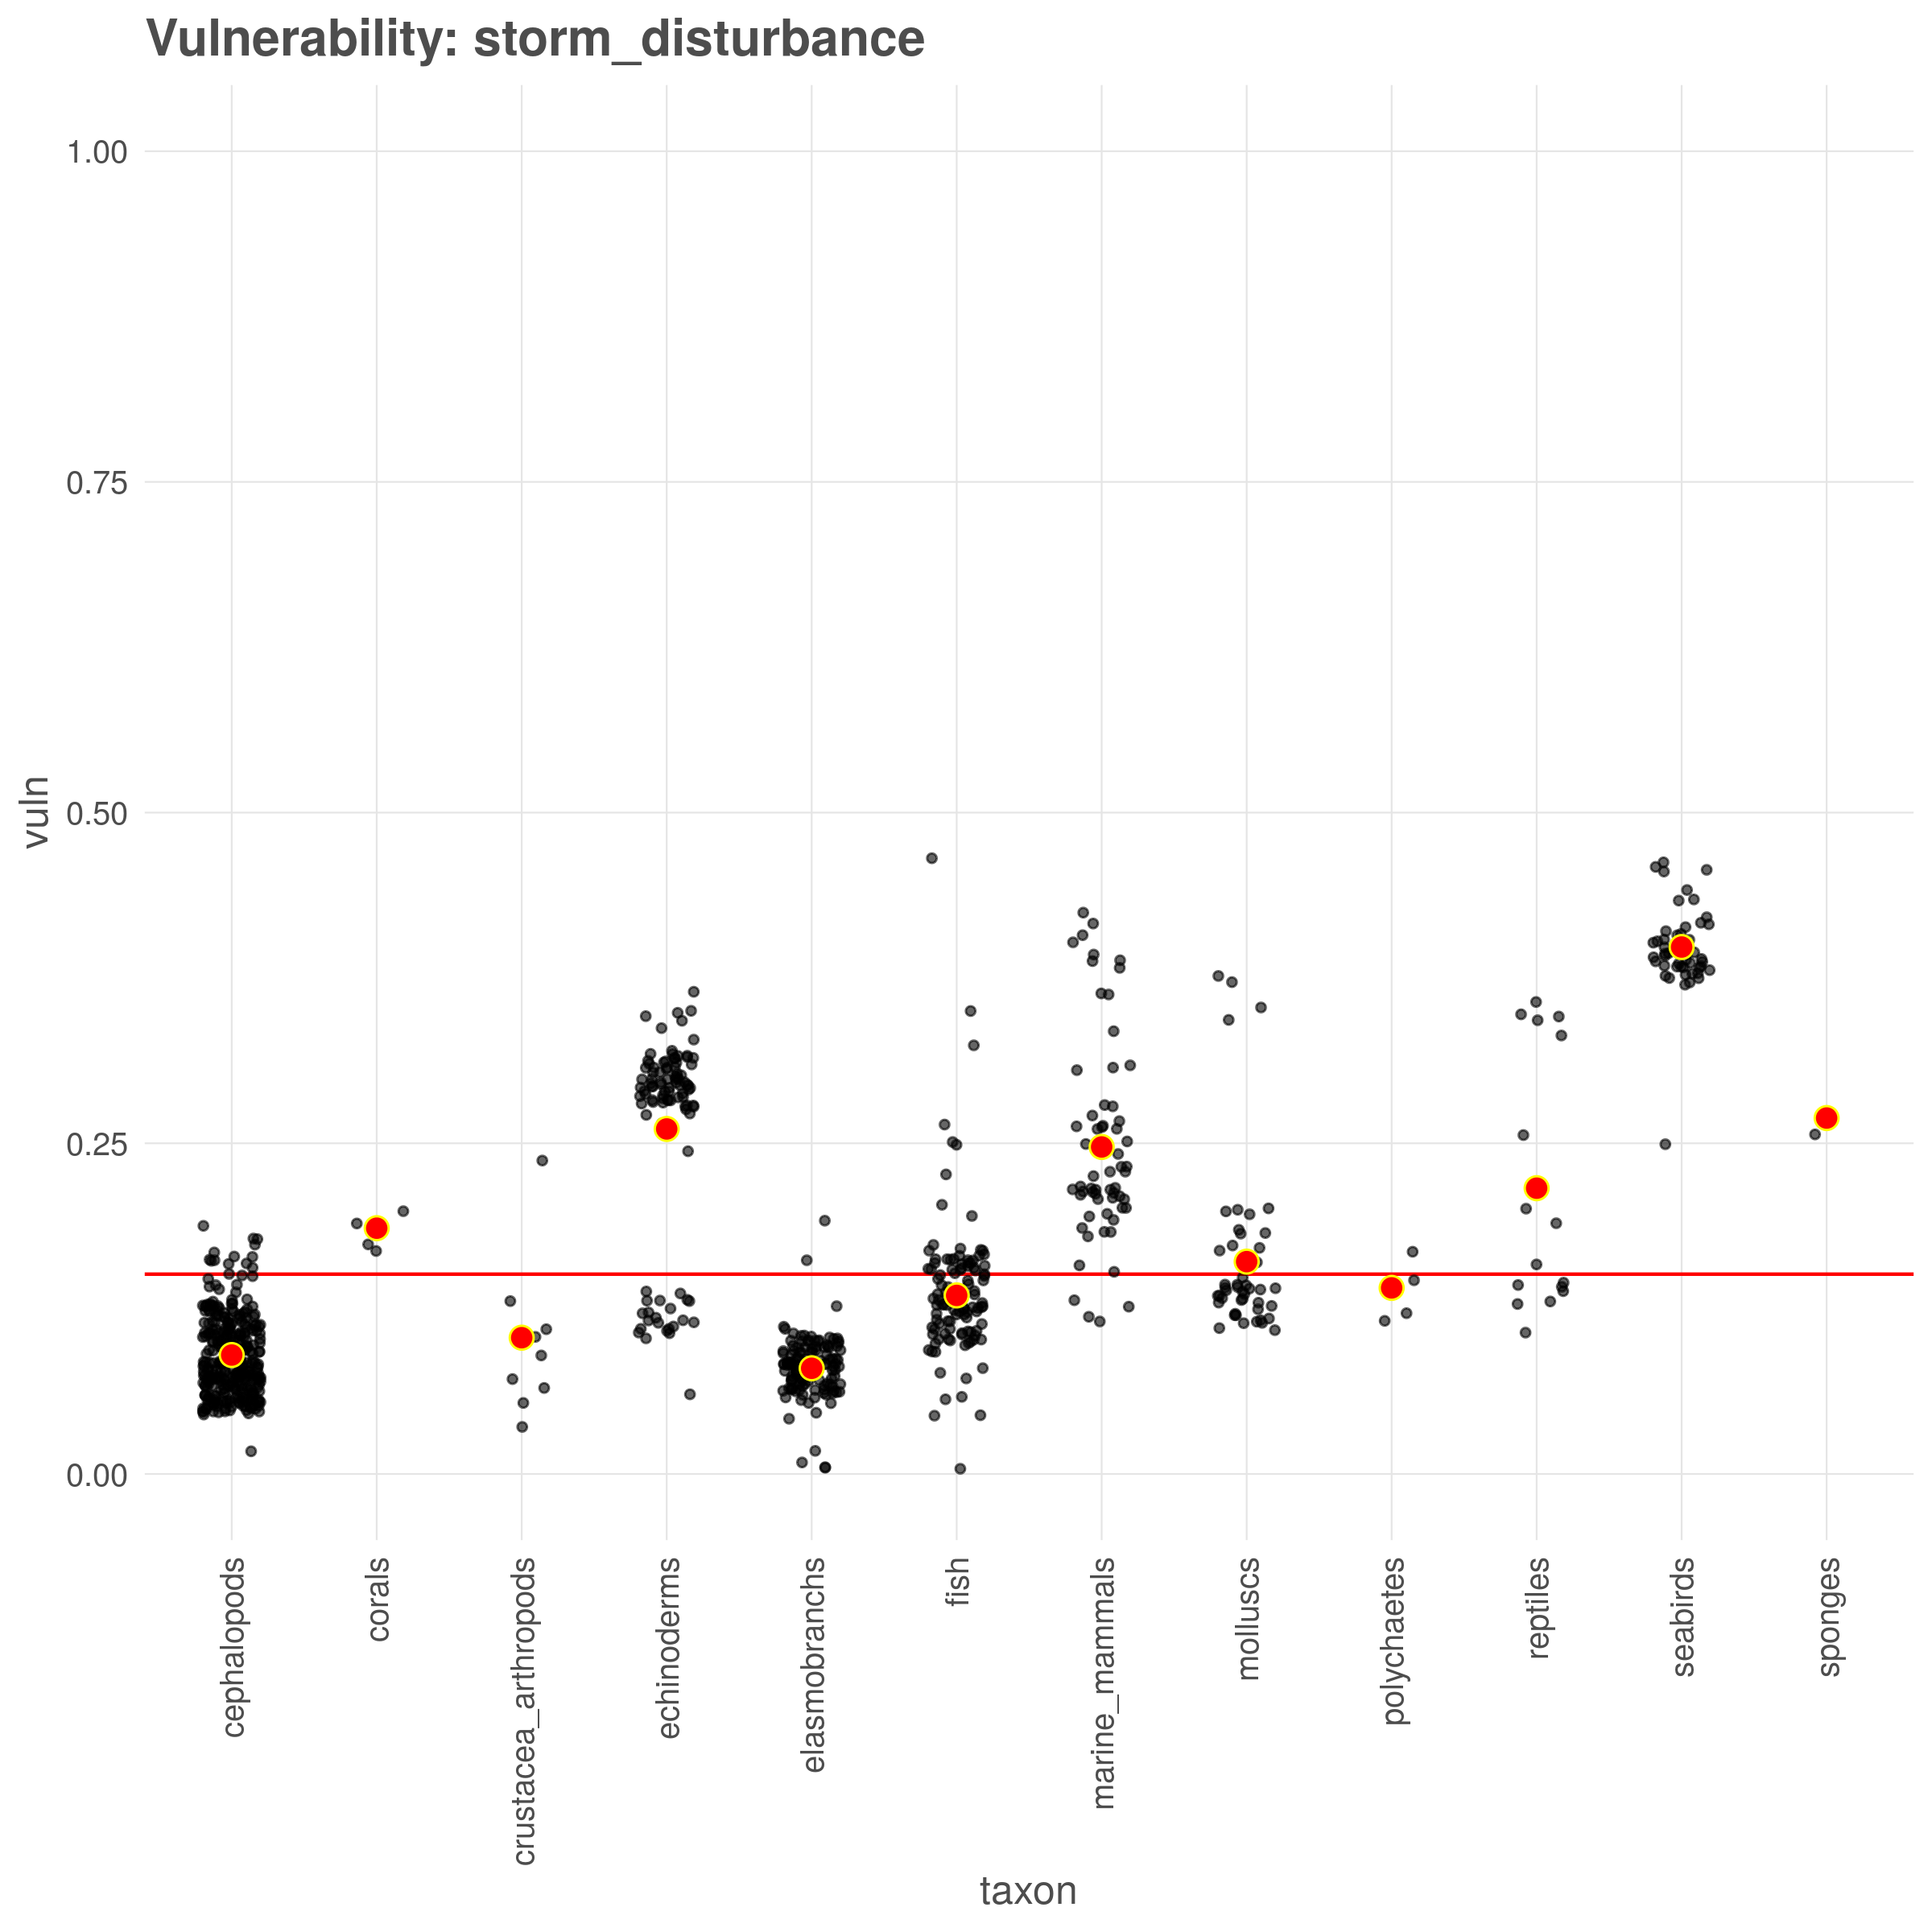 Vulnerability: storm_disturbance
1.00
0.75
0.50
0.25
0.00
vuln
cephalopods
corals
crustacea_arthropods
echinoderms
elasmobranchs
fish
marine_mammals
molluscs
polychaetes
reptiles
seabirds
sponges
taxon